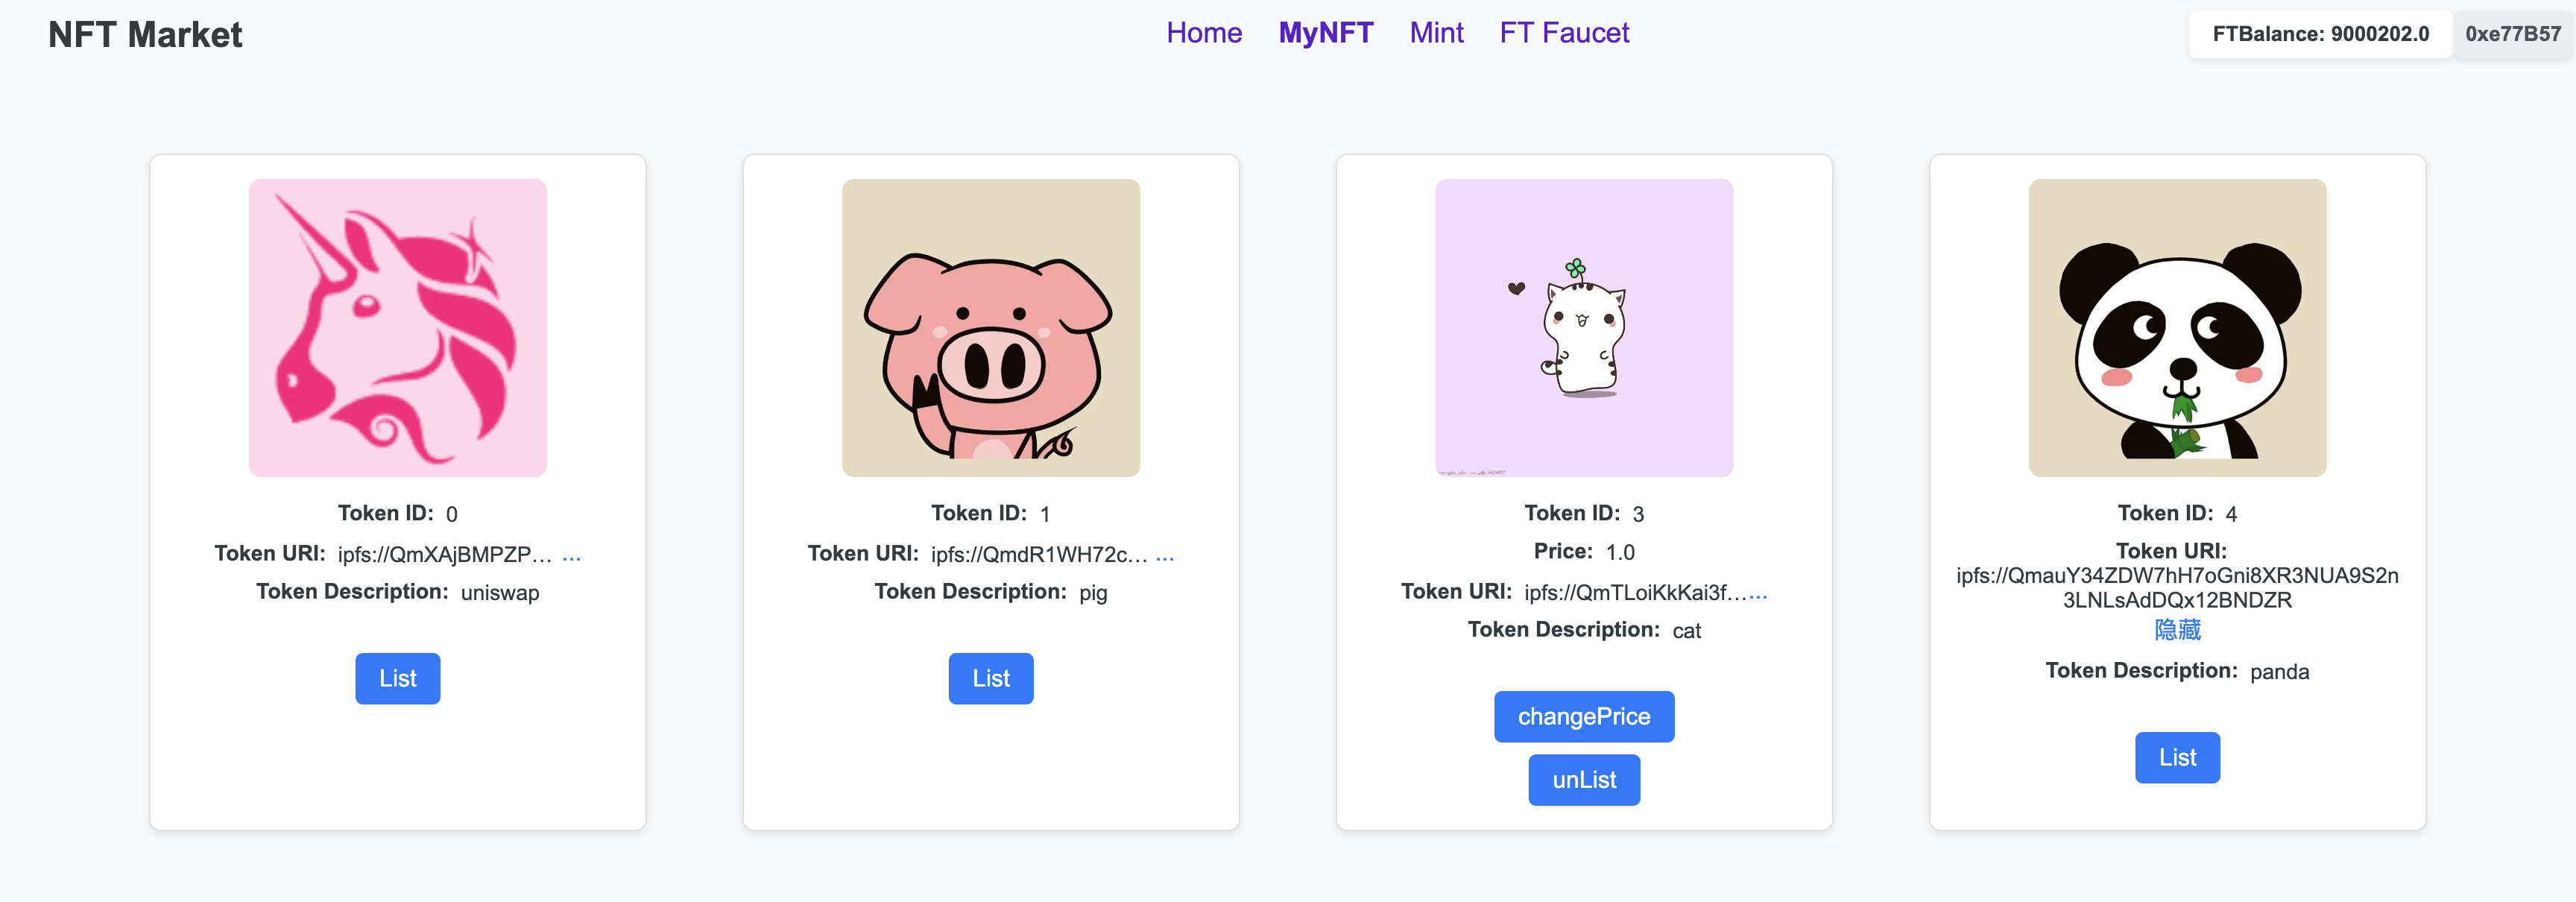 NFT Market
Home MyNFT Mint FT Faucet
FTBalance: 9000202.0 0xe77B57
Token ID: 0
Token URI: ipfs://QmXAjBMPZP... ...
Token Description: uniswap
List
Token ID: 1
Token URI: ipfs://QmdR1WH72c... ...
Token Description: pig
List
Token ID: 3
Price: 1.0
Token URI: ipfs://QmTLoiKkKai3f... ...
Token Description: cat
changePrice
unList
Token ID: 4
Token URI:
ipfs://QmauY34ZDW7hH7oGni8XR3NUA9S2n
3LNLsAdDQx12BNDZR
隐藏
Token Description: panda
List